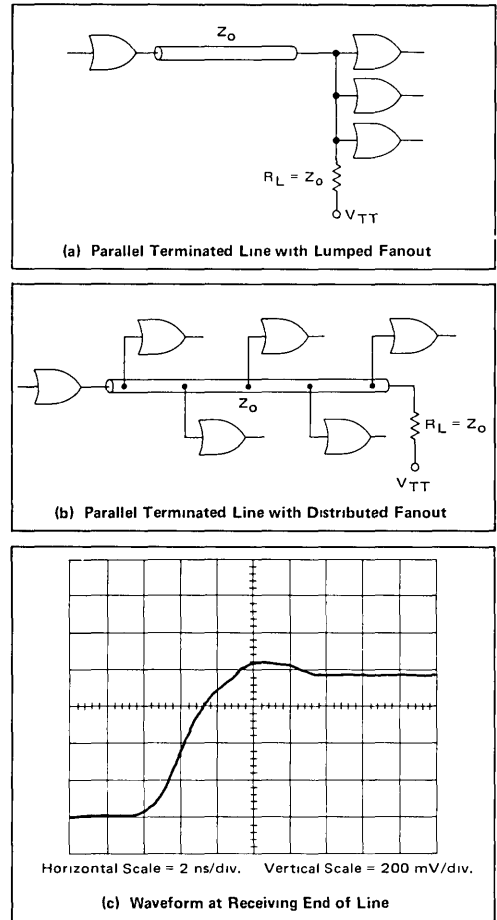 Z₀
R_L = Z₀
V_TT
(a) Parallel Terminated Line with Lumped Fanout
Z₀
R_L = Z₀
V_TT
(b) Parallel Terminated Line with Distributed Fanout
Horizontal Scale = 2 ns/div. Vertical Scale = 200 mV/div.
(c) Waveform at Receiving End of Line